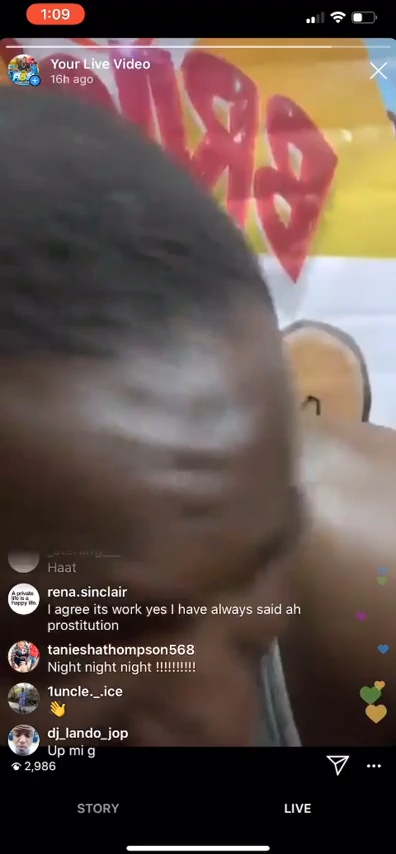 1:09
Your Live Video
16h ago
Haat
rena.sinclair
I agree its work yes I have always said ah
prostitution
tanieshathompson568
Night night night !!!!!!!!!!
1uncle._.ice
👋
dj_lando_jop
Up mi g
2,986
STORY
LIVE